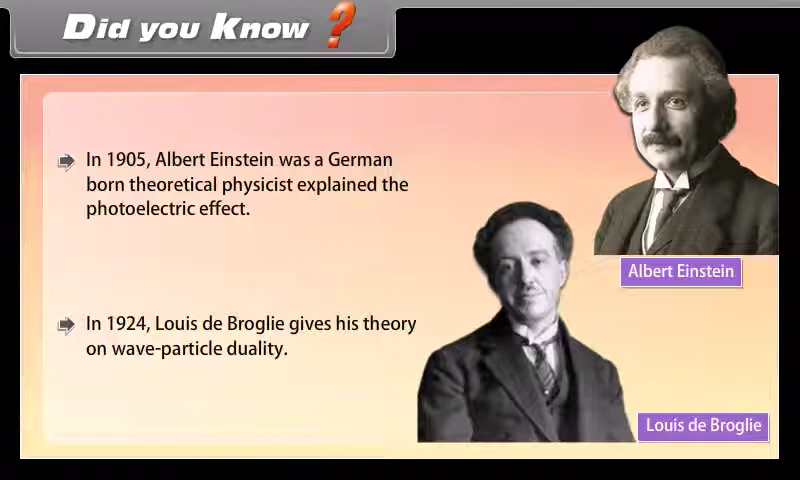 Did you Know ?
In 1905, Albert Einstein was a German
born theoretical physicist explained the
photoelectric effect.
Albert Einstein
In 1924, Louis de Broglie gives his theory
on wave-particle duality.
Louis de Broglie